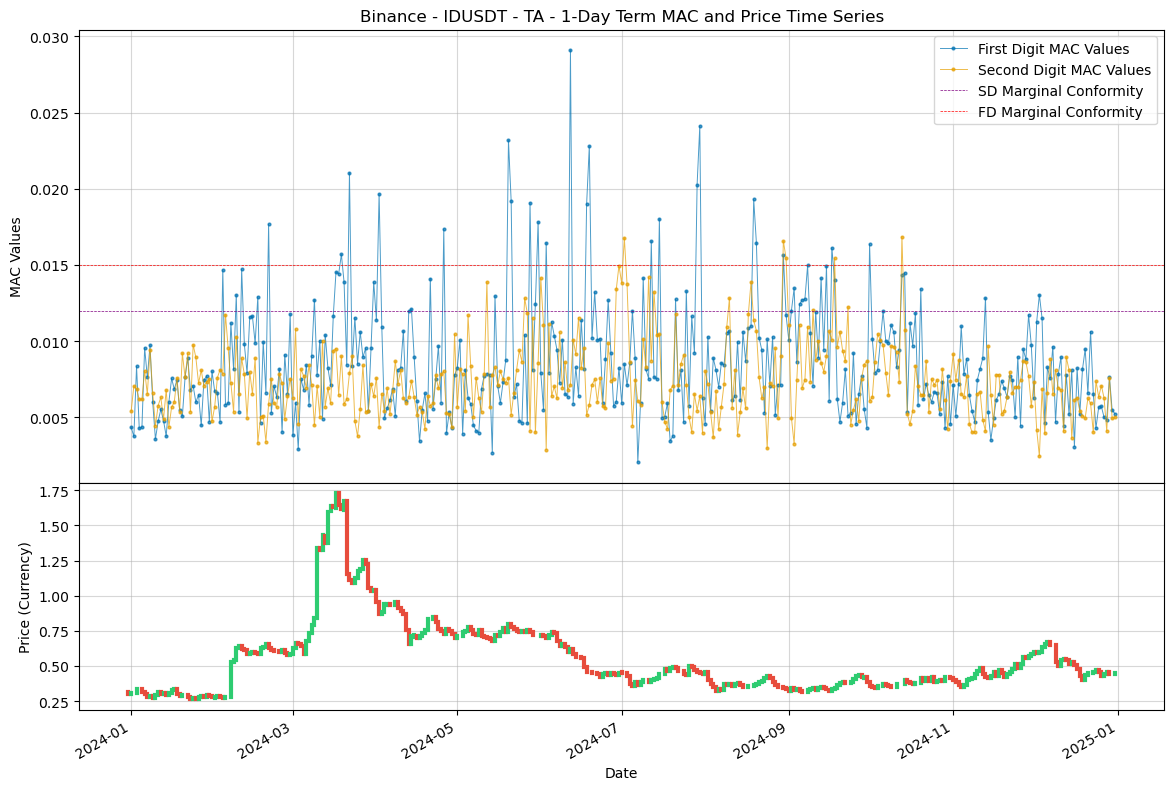 Binance - IDUSDT - TA - 1-Day Term MAC and Price Time Series
First Digit MAC Values
Second Digit MAC Values
SD Marginal Conformity
FD Marginal Conformity
MAC Values
0.030
0.025
0.020
0.015
0.010
0.005
Price (Currency)
1.75
1.50
1.25
1.00
0.75
0.50
0.25
2024-01
2024-03
2024-05
2024-07
2024-09
2024-11
2025-01
Date